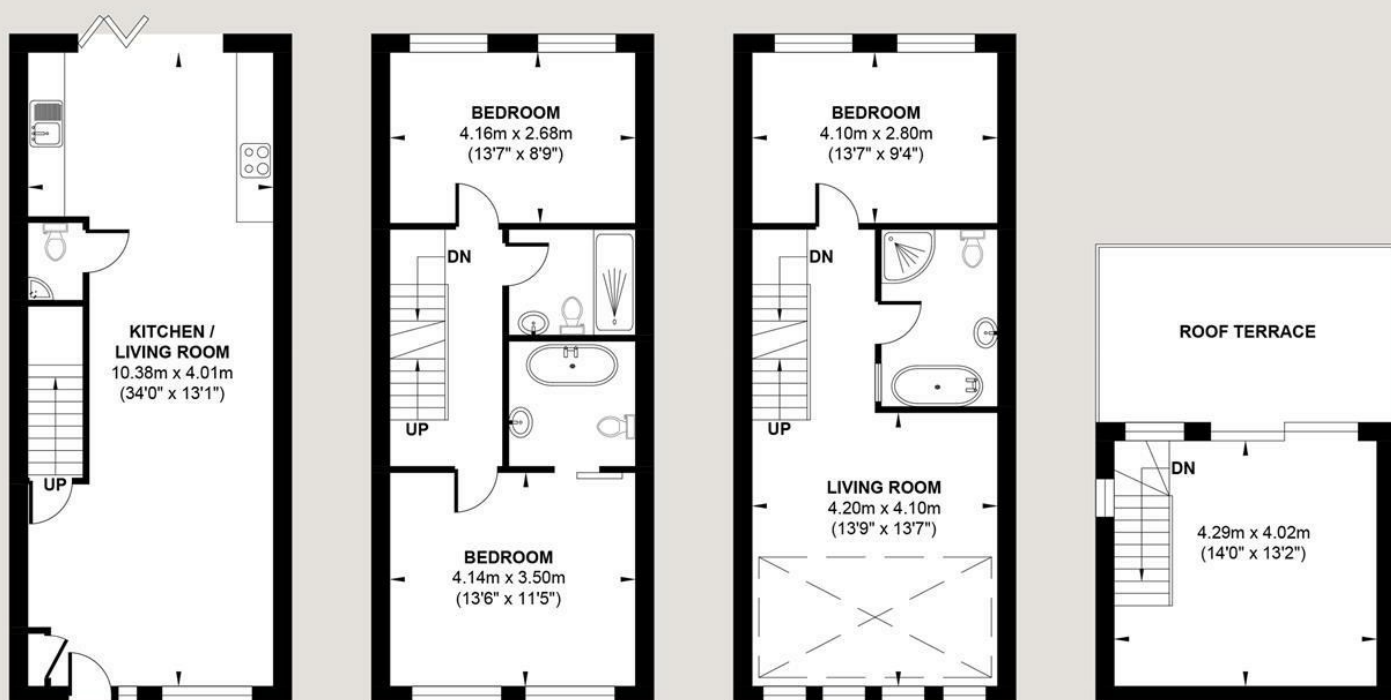 KITCHEN /
LIVING ROOM
10.38m x 4.01m
(34'0" x 13'1")
UP
BEDROOM
4.16m x 2.68m
(13'7" x 8'9")
DN
UP
BEDROOM
4.14m x 3.50m
(13'6" x 11'5")
BEDROOM
4.10m x 2.80m
(13'7" x 9'4")
DN
UP
LIVING ROOM
4.20m x 4.10m
(13'9" x 13'7")
ROOF TERRACE
DN
4.29m x 4.02m
(14'0" x 13'2")